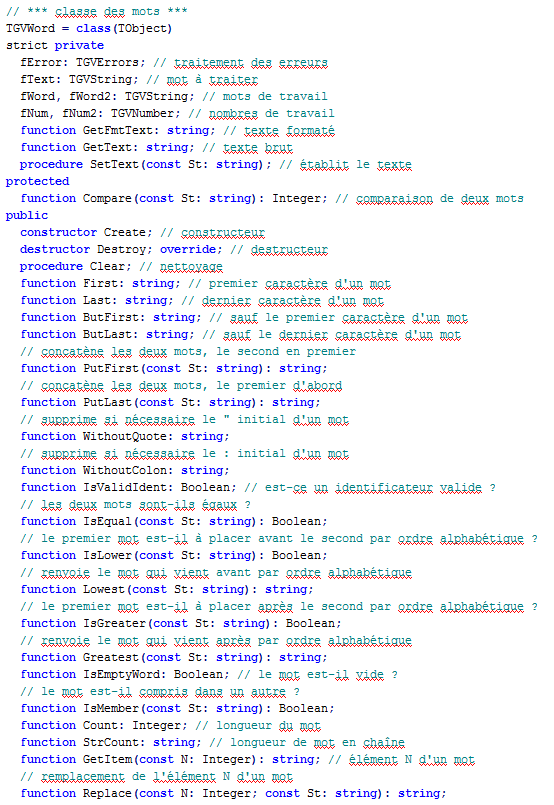 // *** classe des mots ***
TGVWord = class(TObject)
strict private
fError: TGVErrors; // traitement des erreurs
fText: TGVString; // mot à traiter
fWord, fWord2: TGVString; // mots de travail
fNum, fNum2: TGVNumber; // nombres de travail
function GetFmtText: string; // texte formaté
function GetText: string; // texte brut
procedure SetText(const St: string); // établit le texte
protected
function Compare(const St: string): Integer; // comparaison de deux mots
public
constructor Create; // constructeur
destructor Destroy; override; // destructeur
procedure Clear; // nettoyage
function First: string; // premier caractère d'un mot
function Last: string; // dernier caractère d'un mot
function ButFirst: string; // sauf le premier caractère d'un mot
function ButLast: string; // sauf le dernier caractère d'un mot
// concatène les deux mots, le second en premier
function PutFirst(const St: string): string;
// concatène les deux mots, le premier d'abord
function PutLast(const St: string): string;
// supprime si nécessaire le " initial d'un mot
function WithoutQuote: string;
// supprime si nécessaire le : initial d'un mot
function WithoutColon: string;
function IsValidIdent: Boolean; // est-ce un identificateur valide ?
// les deux mots sont-ils égaux ?
function IsEqual(const St: string): Boolean;
// le premier mot est-il à placer avant le second par ordre alphabétique ?
function IsLower(const St: string): Boolean;
// renvoie le mot qui vient avant par ordre alphabétique
function Lowest(const St: string): string;
// le premier mot est-il à placer après le second par ordre alphabétique ?
function IsGreater(const St: string): Boolean;
// renvoie le mot qui vient après par ordre alphabétique
function Greatest(const St: string): string;
function IsEmptyWord: Boolean; // le mot est-il vide ?
// le mot est-il compris dans un autre ?
function IsMember(const St: string): Boolean;
function Count: Integer; // longueur du mot
function StrCount: string; // longueur de mot en chaîne
function GetItem(const N: Integer): string; // élément N d'un mot
// remplacement de l'élément N d'un mot
function Replace(const N: Integer; const St: string): string;